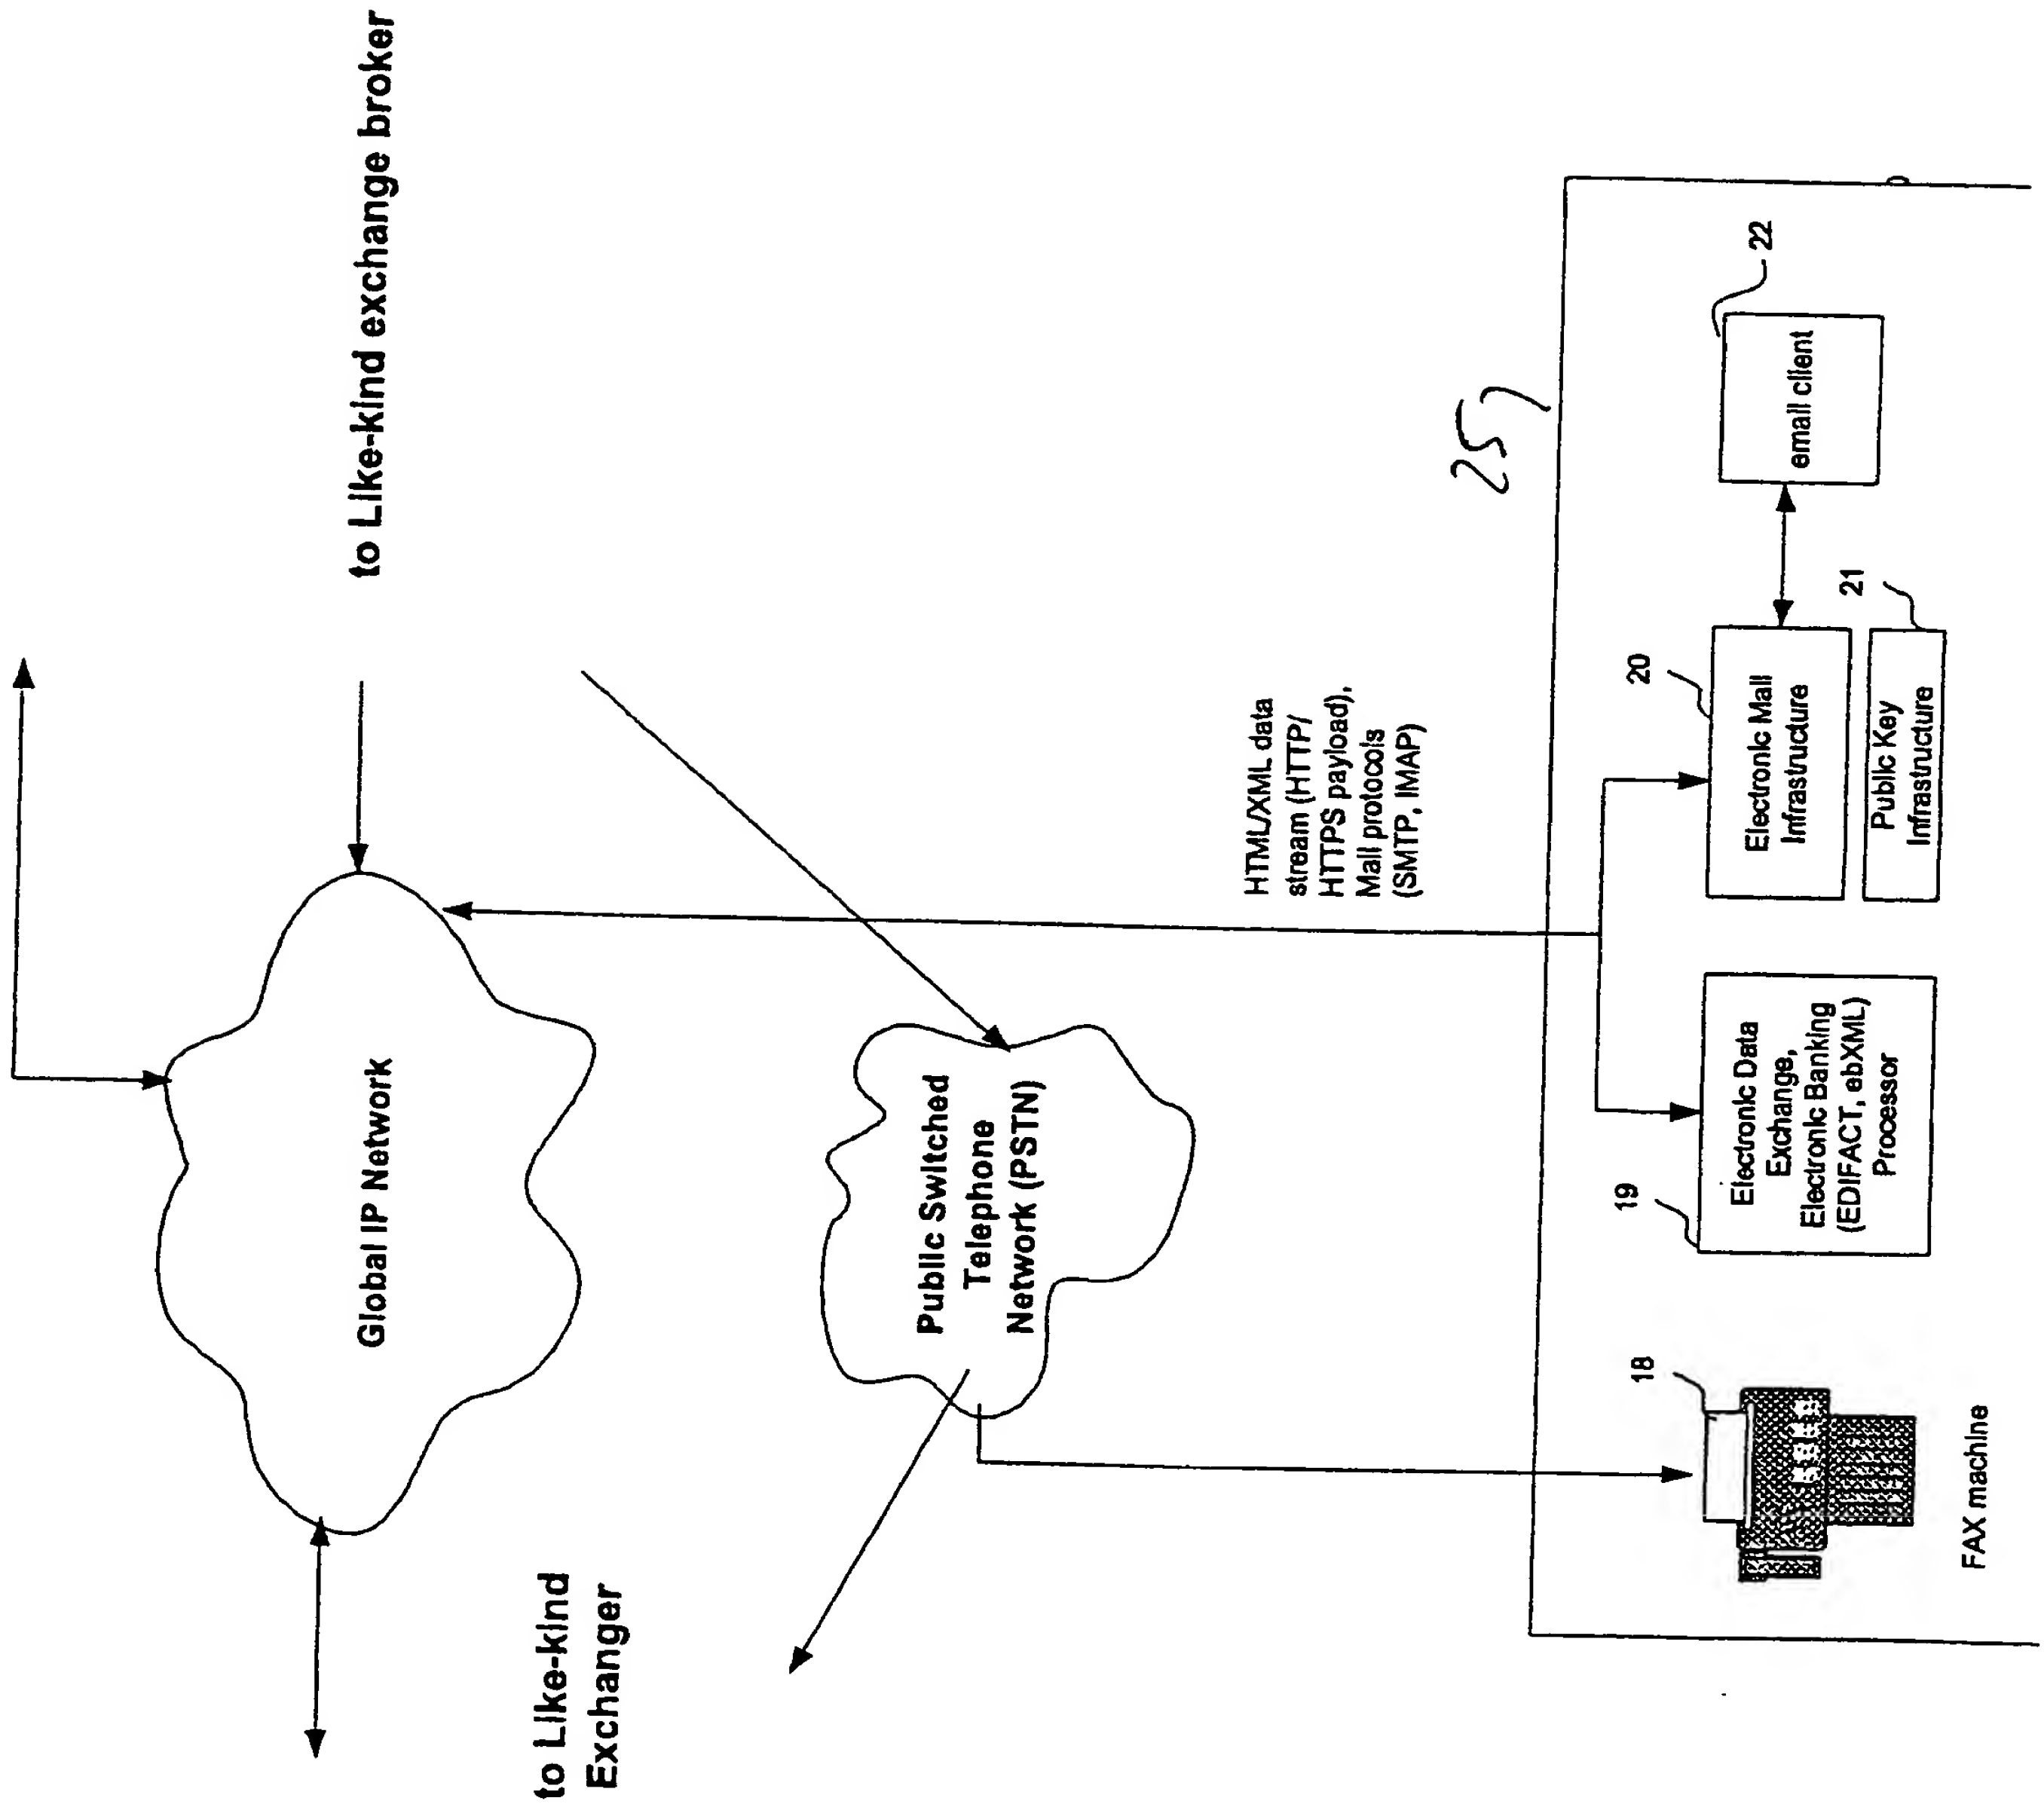 to Like-kind exchange broker
Global IP Network
to Like-kind
Exchanger
Public Switched
Telephone
Network (PSTN)
HTML/XML data
stream (HTTP/
HTTPS payload),
Mail protocols
(SMTP, IMAP)
25
18
FAX machine
19
Electronic Data
Exchange,
Electronic Banking
(EDIFACT, ebXML)
Processor
20
Electronic Mail
Infrastructure
21
Public Key
Infrastructure
22
email client